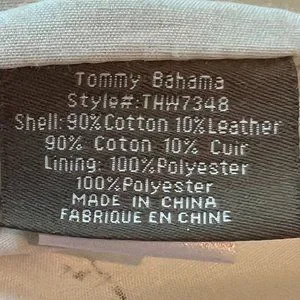 Tommy Bahama
Style#:THW7348
Shell:90%Cotton 10%Leather
90% Coton 10% Cuir
Lining: 100%Polyester
100%Polyester
MADE IN CHINA
FABRIQUE EN CHINE